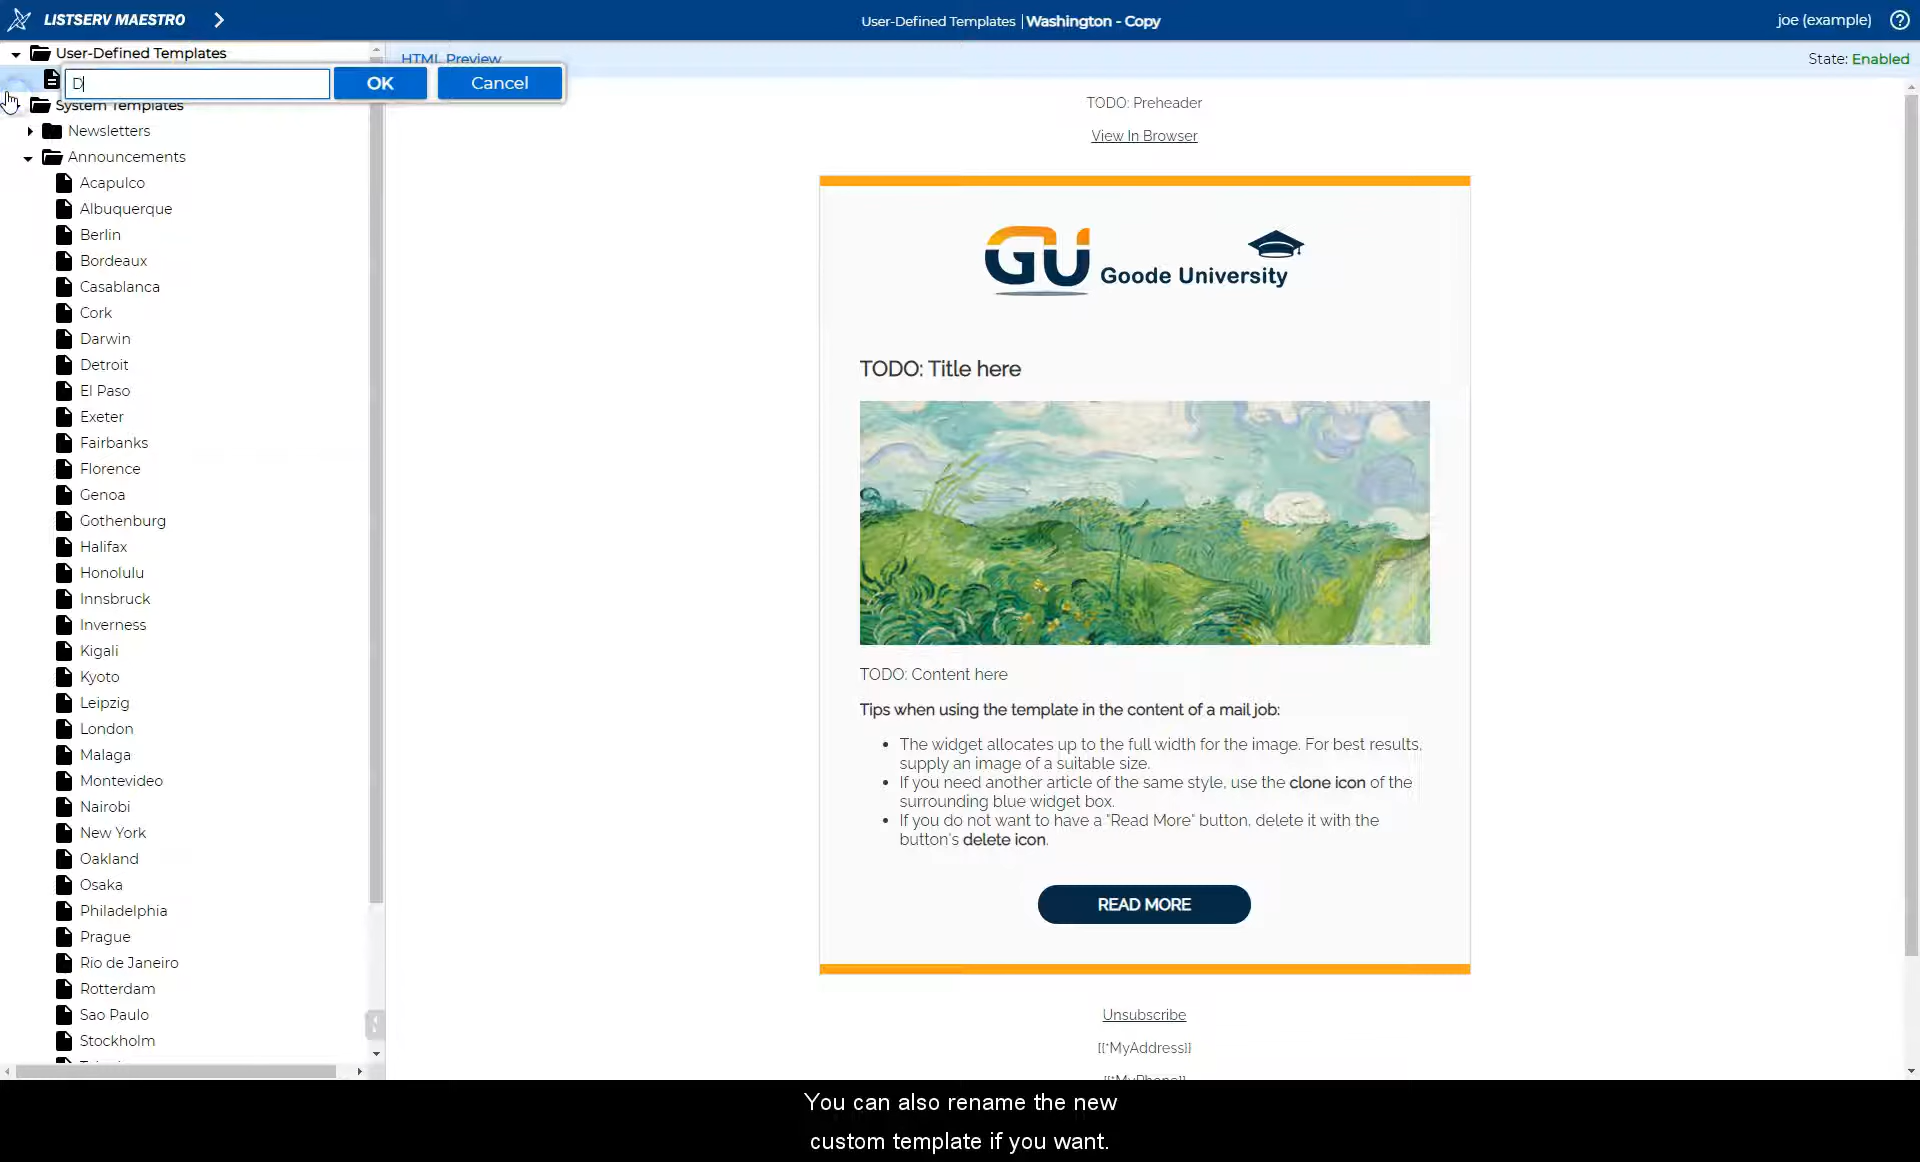 LISTSERV MAESTRO
User-Defined Templates | Washington - Copy
joe (example)
User-Defined Templates
D
OK
Cancel
System Templates
Newsletters
Announcements
Acapulco
Albuquerque
Berlin
Bordeaux
Casablanca
Cork
Darwin
Detroit
El Paso
Exeter
Fairbanks
Florence
Genoa
Gothenburg
Halifax
Honolulu
Innsbruck
Inverness
Kigali
Kyoto
Leipzig
London
Malaga
Montevideo
Nairobi
New York
Oakland
Osaka
Philadelphia
Prague
Rio de Janeiro
Rotterdam
Sao Paulo
Stockholm
HTML Preview
State: Enabled
TODO: Preheader
View In Browser
GU Goode University
TODO: Title here
TODO: Content here
Tips when using the template in the content of a mail job:
• The widget allocates up to the full width for the image. For best results,
supply an image of a suitable size.
• If you need another article of the same style, use the clone icon of the
surrounding blue widget box.
• If you do not want to have a "Read More" button, delete it with the
button's delete icon.
READ MORE
Unsubscribe
{{*MyAddress}}
{{*MyPhone}}
You can also rename the new
custom template if you want.